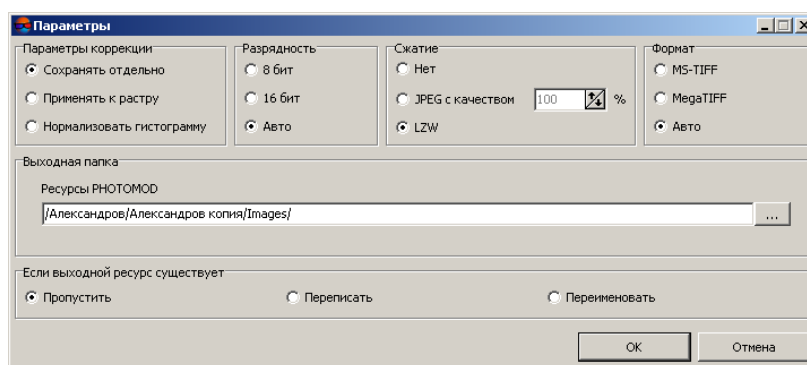 Параметры
Параметры коррекции
Сохранять отдельно
Применять к растру
Нормализовать гистограмму
Разрядность
8 бит
16 бит
Авто
Сжатие
Нет
JPEG с качеством 100 %
LZW
Формат
MS-TIFF
MegaTIFF
Авто
Выходная папка
Ресурсы PHOTOMOD
/Александров/Александров копия/Images/
...
Если выходной ресурс существует
Пропустить
Переписать
Переименовать
OK
Отмена